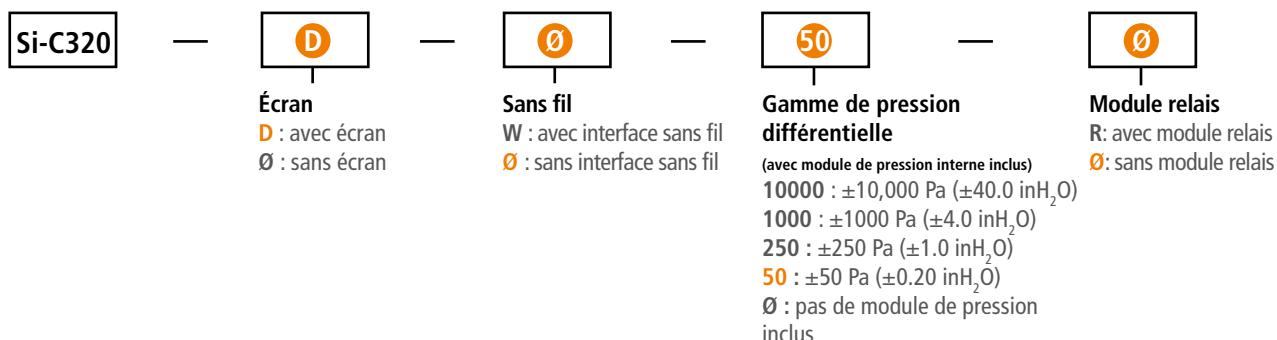 Si-C320 — D — Ø — 50 — Ø
Écran
D : avec écran
Ø : sans écran
Sans fil
W : avec interface sans fil
Ø : sans interface sans fil
Gamme de pression
différentielle
(avec module de pression interne inclus)
10000 : ±10,000 Pa (±40.0 inH₂O)
1000 : ±1000 Pa (±4.0 inH₂O)
250 : ±250 Pa (±1.0 inH₂O)
50 : ±50 Pa (±0.20 inH₂O)
Ø : pas de module de pression
inclus
Module relais
R: avec module relais
Ø: sans module relais